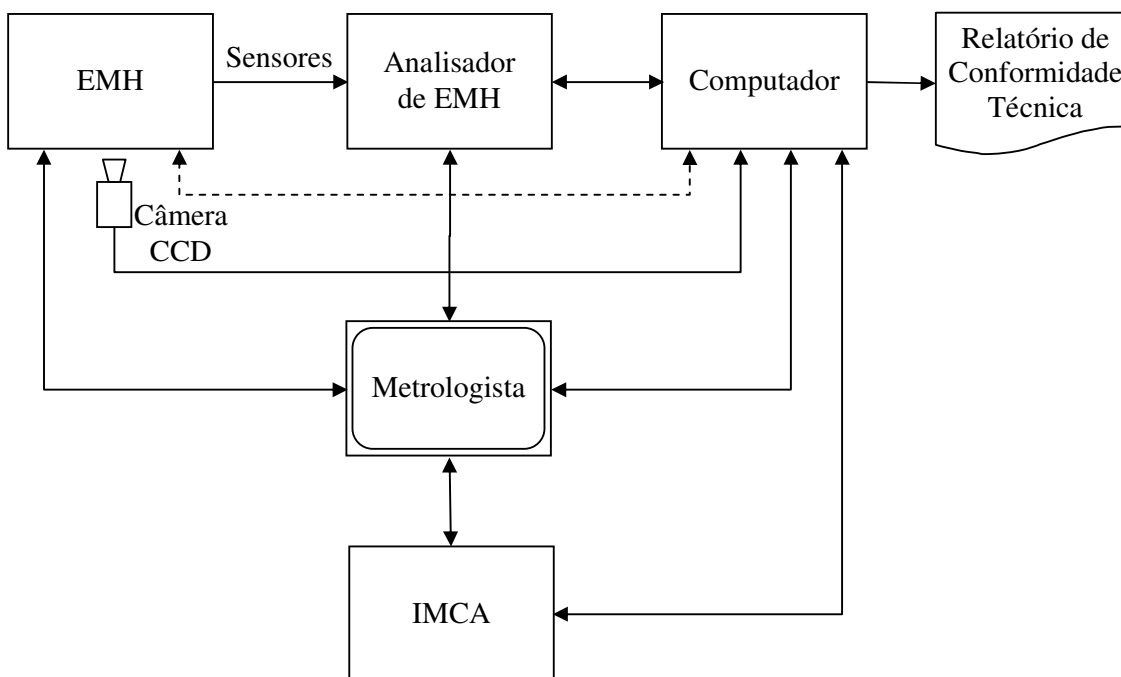 EMH
Sensores
Analisador
de EMH
Computador
Relatório de
Conformidade
Técnica
Câmera
CCD
Metrologista
IMCA